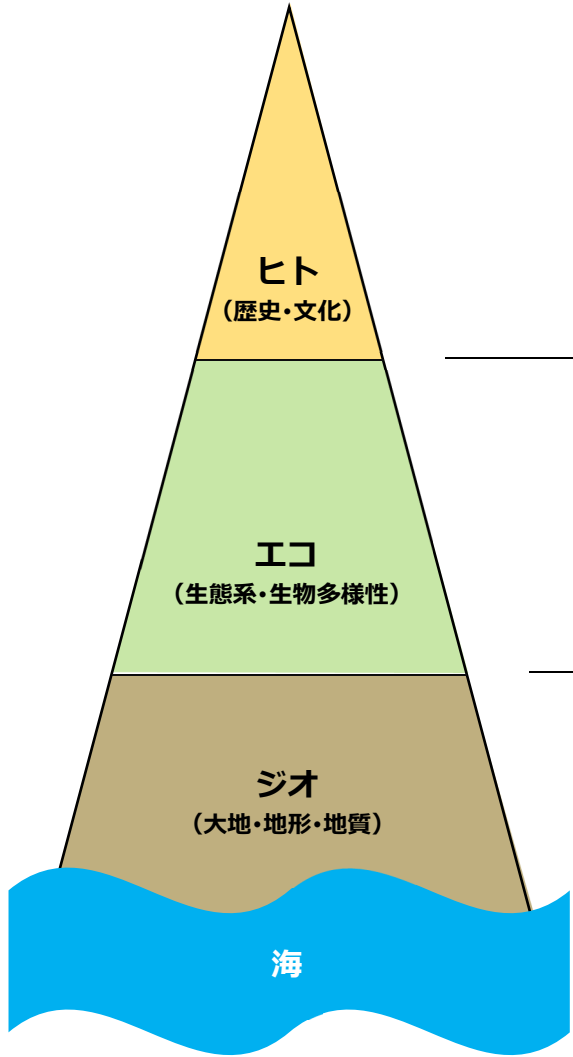 ヒト
（歴史・文化）
エコ
（生態系・生物多様性）
ジオ
（大地・地形・地質）
海